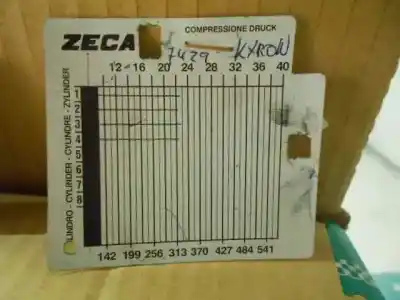 COMPRESSIONE DRUCK
ZECA
7429 KYRON
12 16 20 24 28 32 36 40
1
2
3
4
5
6
7
8
LINDRO - CYLINDER - CYLINDRE - ZYLINDER
142 199 256 313 370 427 484 541